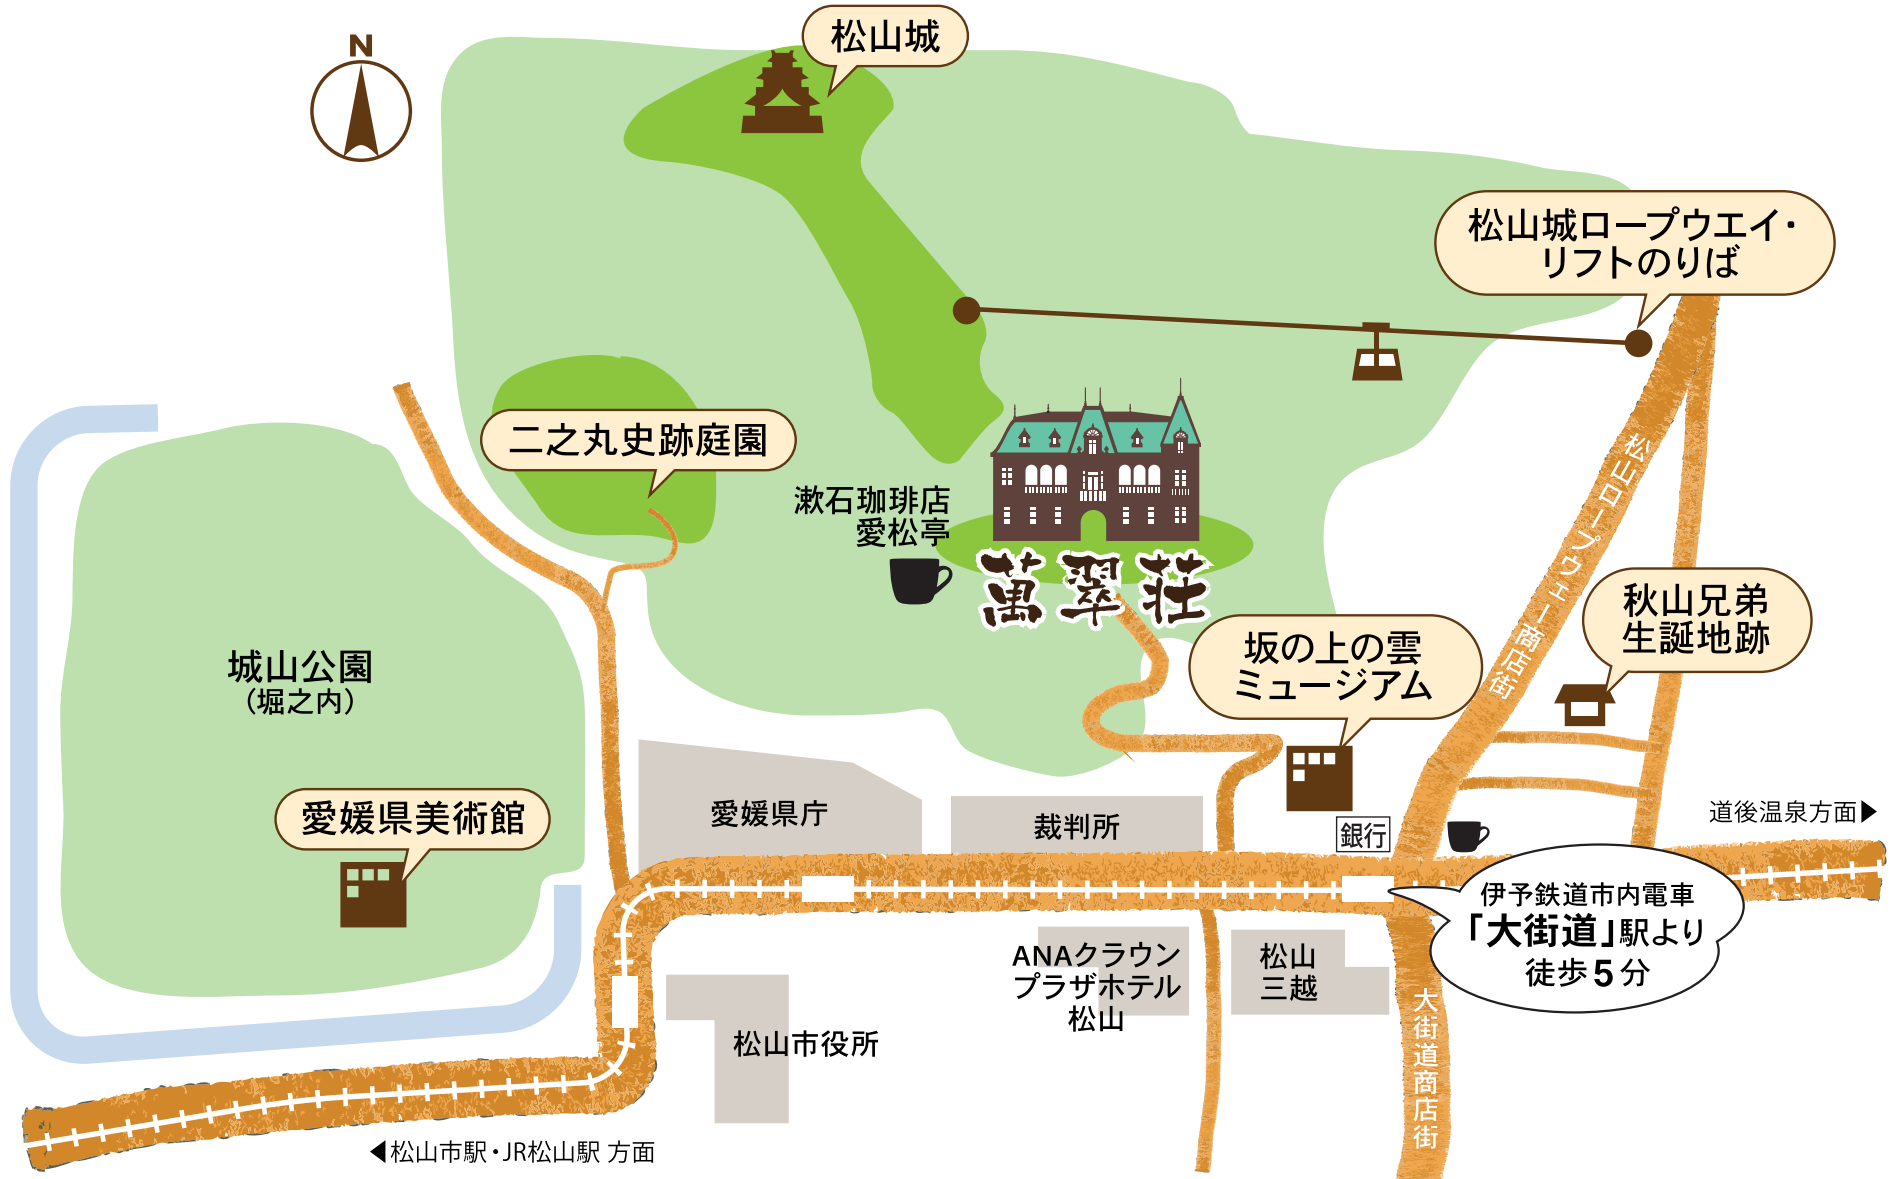 N
松山城
松山城ロープウエイ・
リフトのりば
二之丸史跡庭園
漱石珈琲店
愛松亭
萬翠荘
松山ロープウェー商店街
秋山兄弟
生誕地跡
坂の上の雲
ミュージアム
城山公園
（堀之内）
愛媛県美術館
愛媛県庁
裁判所
銀行
道後温泉方面▶
伊予鉄道市内電車
「大街道」駅より
徒歩5分
ANAクラウン
プラザホテル
松山
松山
三越
大街道商店街
松山市役所
◀松山市駅・JR松山駅 方面